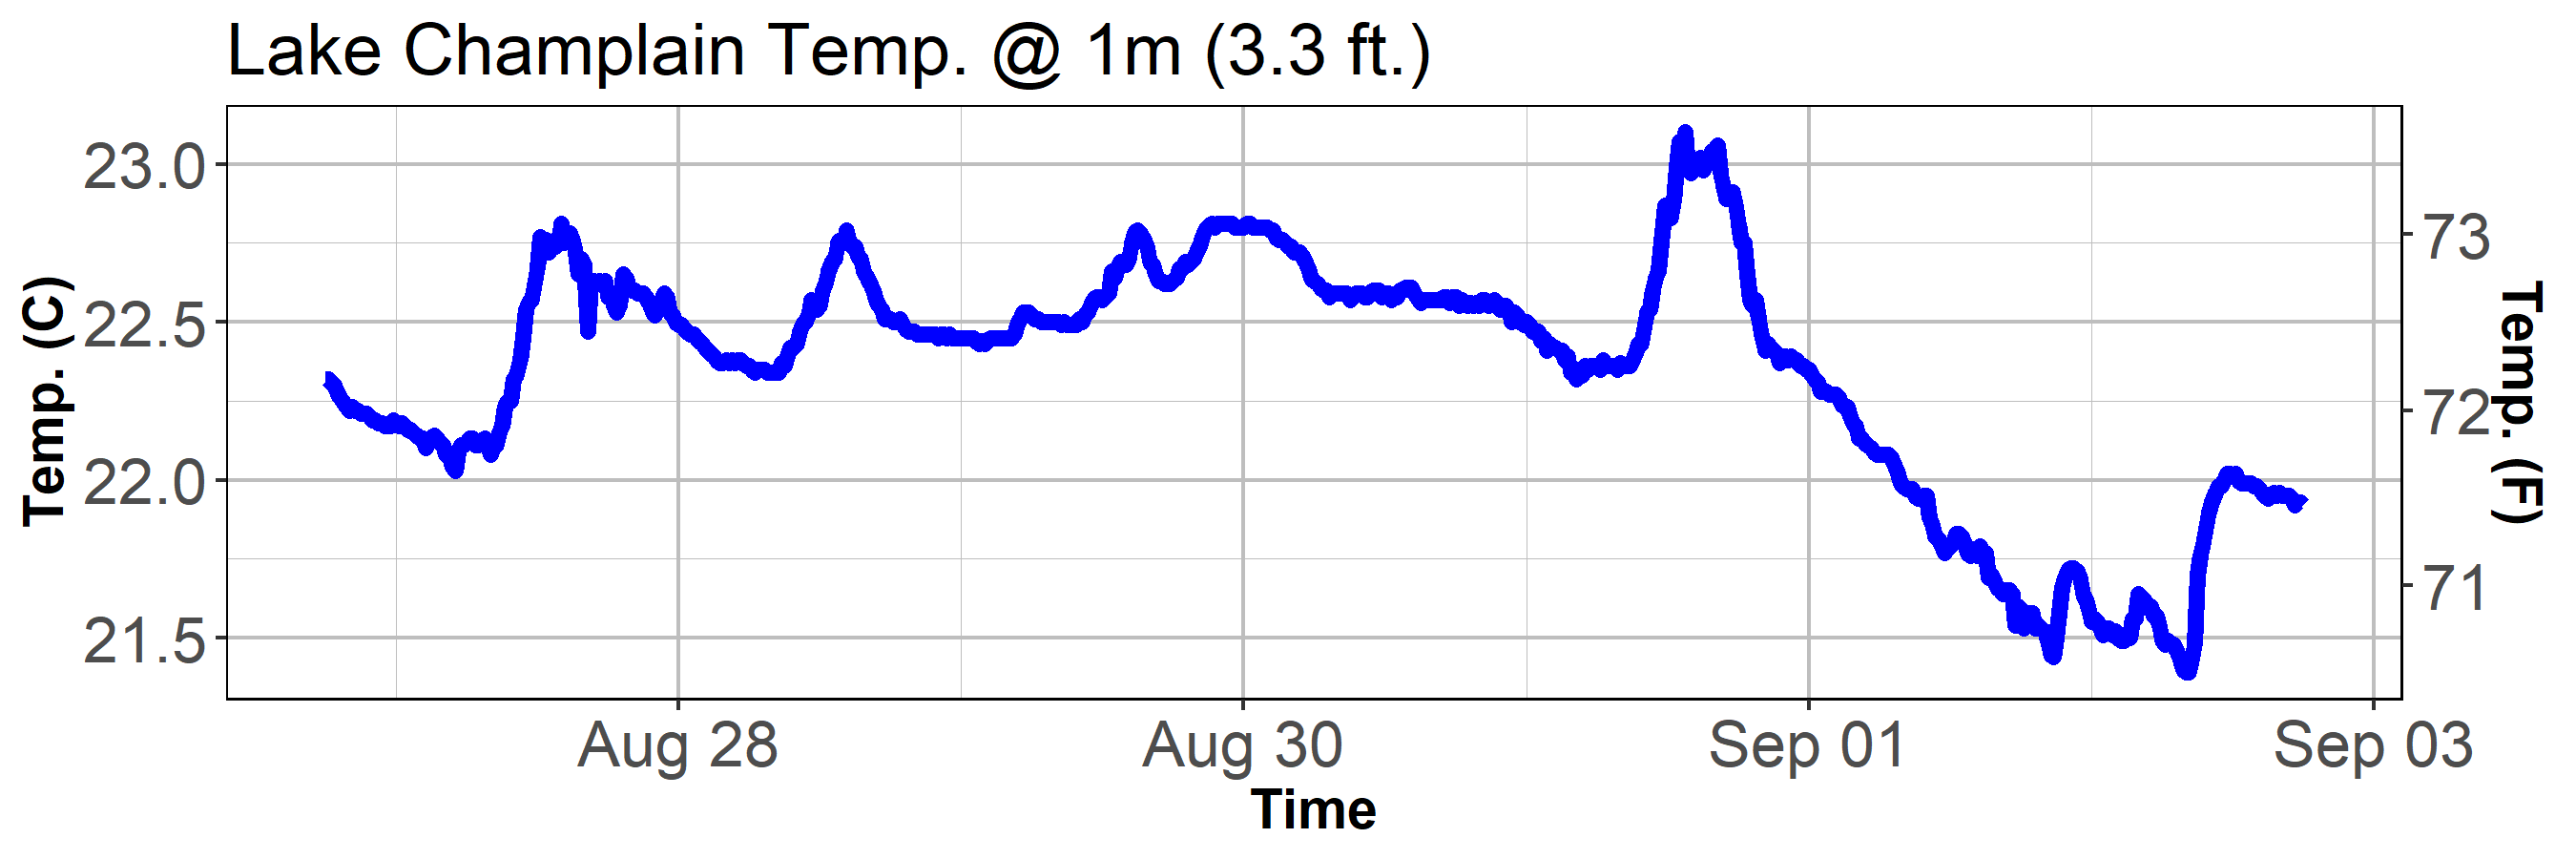 Lake Champlain Temp. @ 1m (3.3 ft.)
Temp. (C)
23.0
22.5
22.0
21.5
73
72
71
Temp. (F)
Aug 28
Aug 30
Sep 01
Sep 03
Time